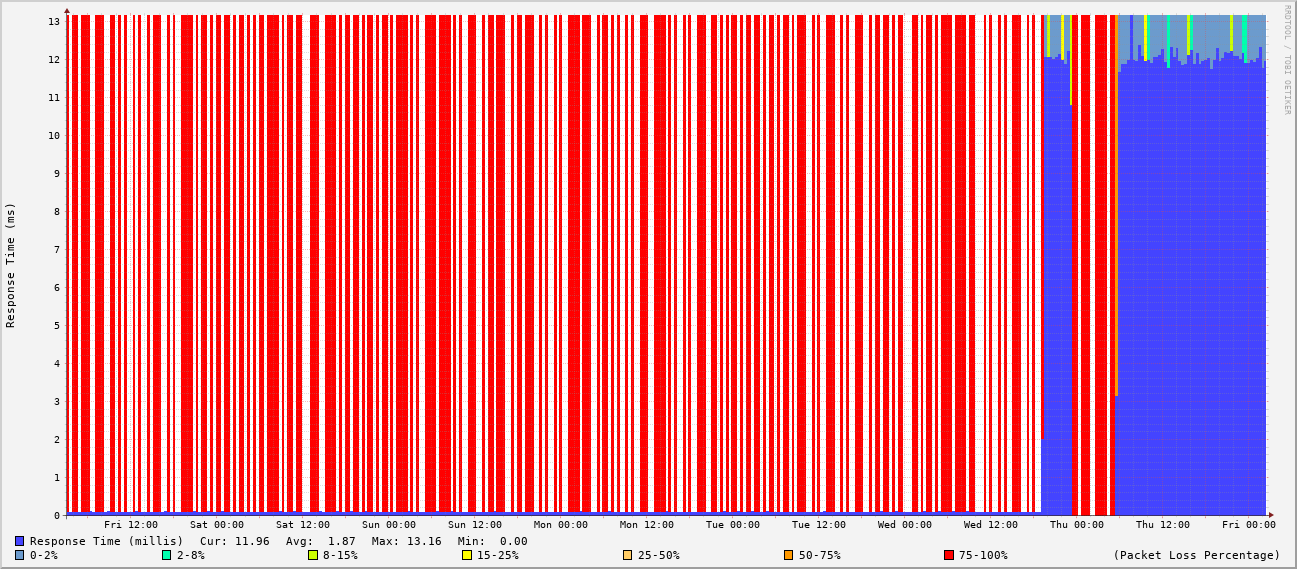 RRDTOOL / TOBI OETIKER
Response Time (ms)
13
12
11
10
9
8
7
6
5
4
3
2
1
0
Fri 12:00 Sat 00:00 Sat 12:00 Sun 00:00 Sun 12:00 Mon 00:00 Mon 12:00 Tue 00:00 Tue 12:00 Wed 00:00 Wed 12:00 Thu 00:00 Thu 12:00 Fri 00:00
Response Time (millis) Cur: 11.96 Avg: 1.87 Max: 13.16 Min: 0.00
0-2% 2-8% 8-15% 15-25% 25-50% 50-75% 75-100% (Packet Loss Percentage)